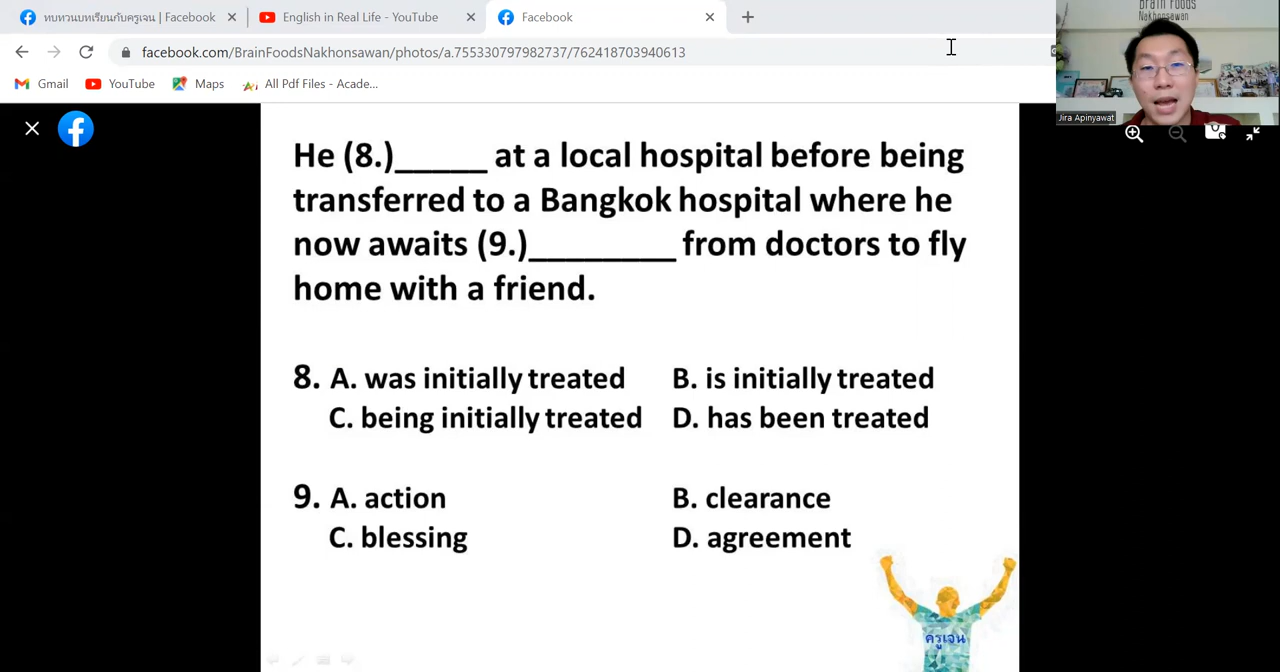 ทบทวนบทเรียนกับครูเจน | Facebook
English in Real Life - YouTube
Facebook
facebook.com/BrainFoodsNakhonsawan/photos/a.755330797982737/762418703940613
Gmail
YouTube
Maps
All Pdf Files - Acade...
Brain Foods
Nakhonsawan
Jira Apinyawat
He (8.)_____ at a local hospital before being
transferred to a Bangkok hospital where he
now awaits (9.)________ from doctors to fly
home with a friend.
8. A. was initially treated B. is initially treated
C. being initially treated D. has been treated
9. A. action B. clearance
C. blessing D. agreement
ครูเจน